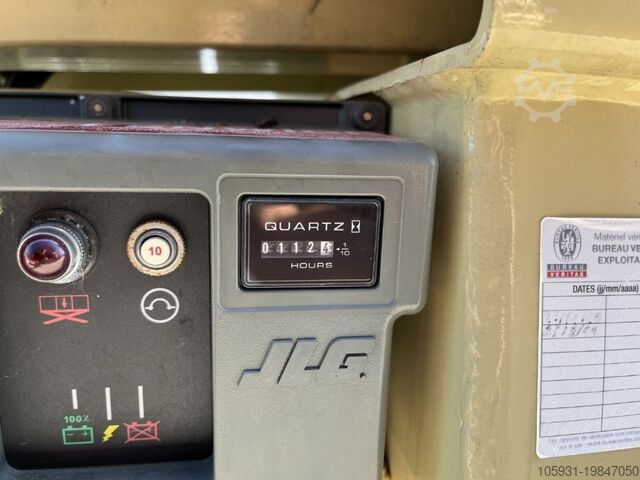 QUARTZ
01124 1/10
HOURS
10
JLG
100%
Matériel véri
BUREAU VE
EXPLOITA
BUREAU
VERITAS
DATES (jj/mm/aaaa)
105931-19847050